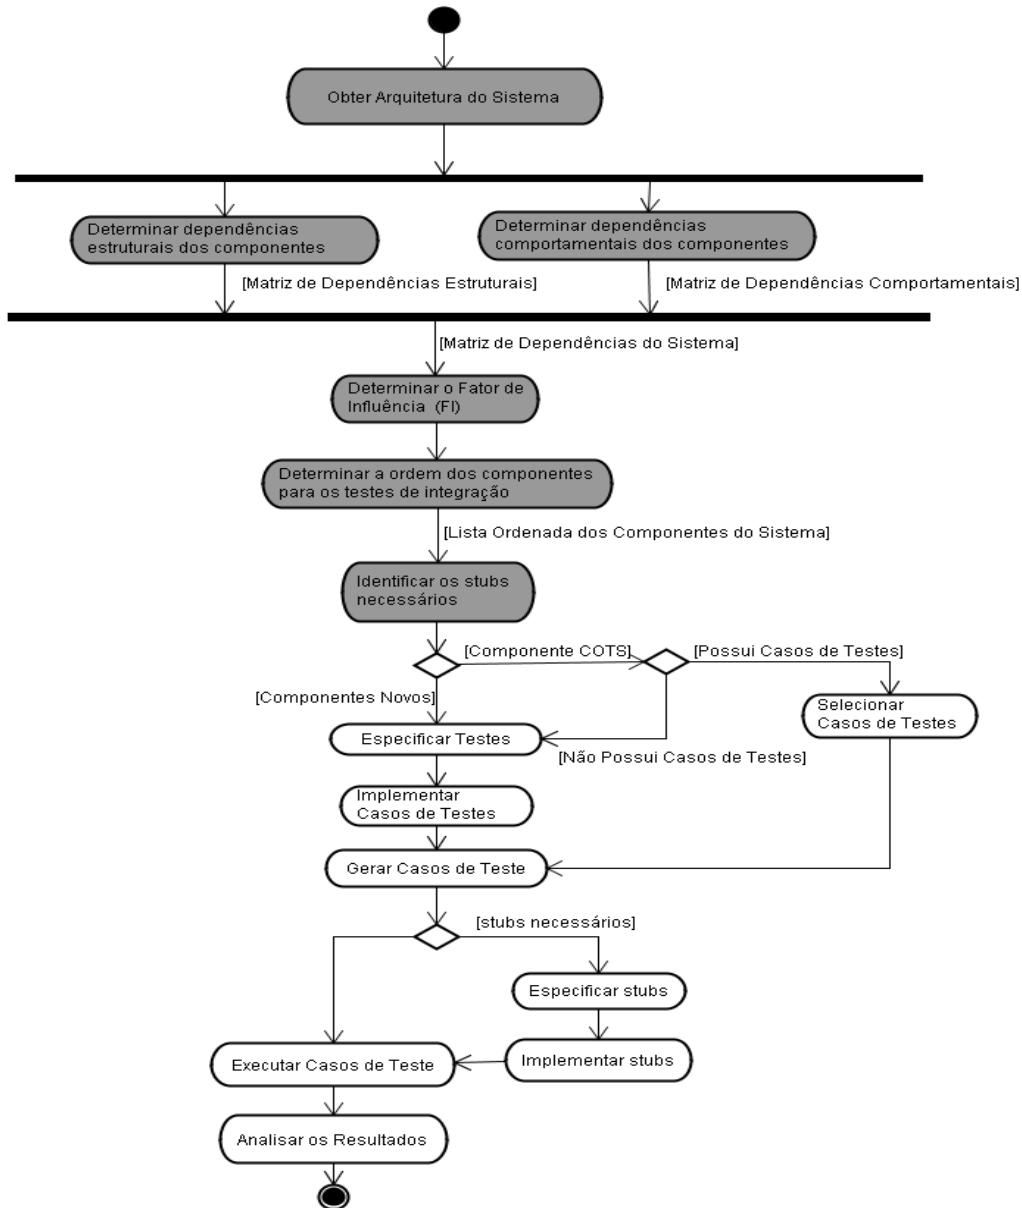 Obter Arquitetura do Sistema
Determinar dependências
estruturais dos componentes
Determinar dependências
comportamentais dos componentes
[Matriz de Dependências Estruturais]
[Matriz de Dependências Comportamentais]
[Matriz de Dependências do Sistema]
Determinar o Fator de
Influência (FI)
Determinar a ordem dos componentes
para os testes de integração
[Lista Ordenada dos Componentes do Sistema]
Identificar os stubs
necessários
[Componente COTS]
[Possui Casos de Testes]
[Componentes Novos]
Selecionar
Casos de Testes
Especificar Testes
[Não Possui Casos de Testes]
Implementar
Casos de Testes
Gerar Casos de Teste
[stubs necessários]
Especificar stubs
Executar Casos de Teste
Implementar stubs
Analisar os Resultados